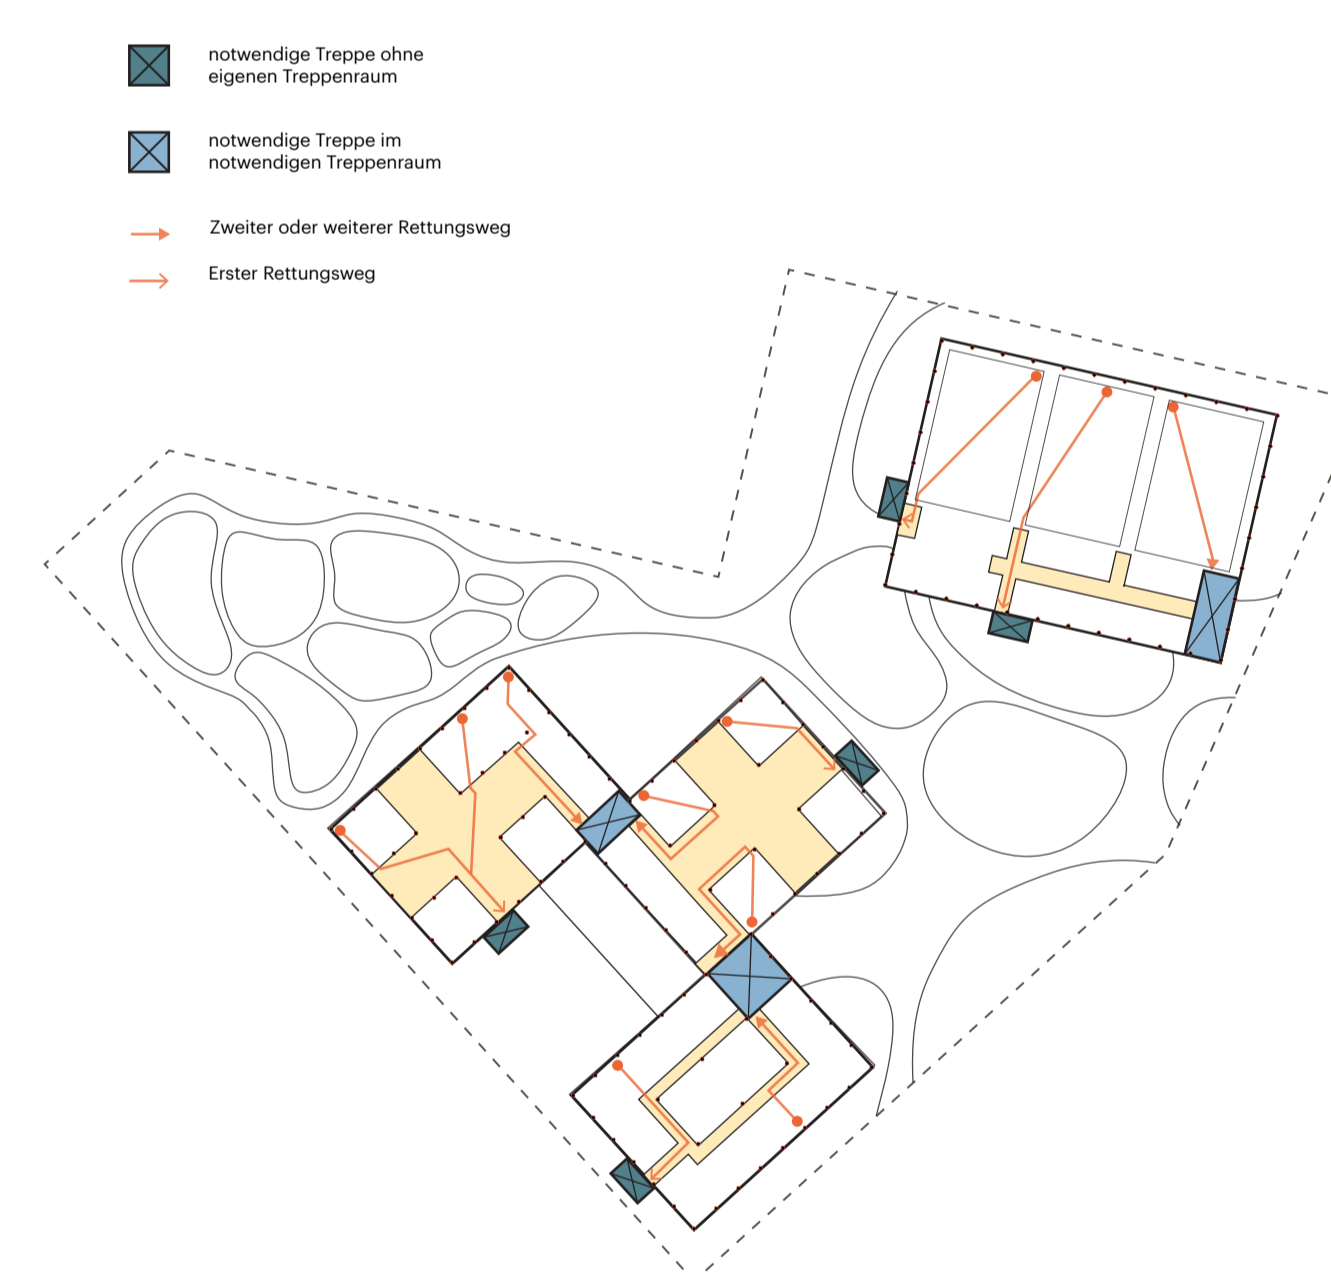 notwendige Treppe ohne
eigenen Treppenraum
notwendige Treppe im
notwendigen Treppenraum
Zweiter oder weiterer Rettungsweg
Erster Rettungsweg